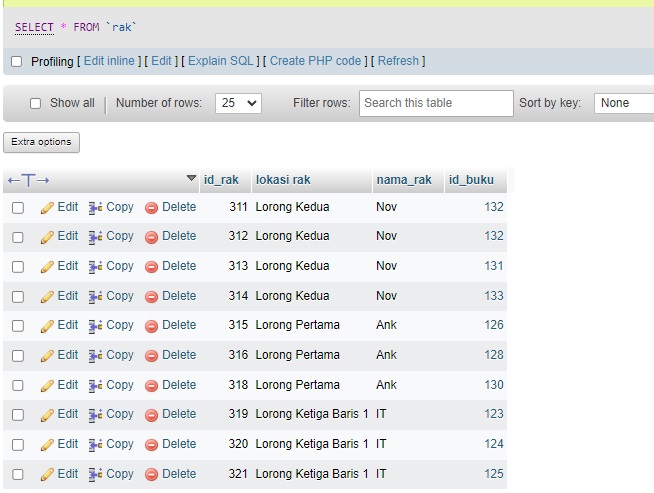 SELECT * FROM `rak`
Profiling [ Edit inline ] [ Edit ] [ Explain SQL ] [ Create PHP code ] [ Refresh ]
Show all Number of rows: 25 Filter rows: Search this table Sort by key: None
Extra options
←T→ id_rak lokasi rak nama_rak id_buku
Edit Copy Delete 311 Lorong Kedua Nov 132
Edit Copy Delete 312 Lorong Kedua Nov 132
Edit Copy Delete 313 Lorong Kedua Nov 131
Edit Copy Delete 314 Lorong Kedua Nov 133
Edit Copy Delete 315 Lorong Pertama Ank 126
Edit Copy Delete 316 Lorong Pertama Ank 128
Edit Copy Delete 318 Lorong Pertama Ank 130
Edit Copy Delete 319 Lorong Ketiga Baris 1 IT 123
Edit Copy Delete 320 Lorong Ketiga Baris 1 IT 124
Edit Copy Delete 321 Lorong Ketiga Baris 1 IT 125